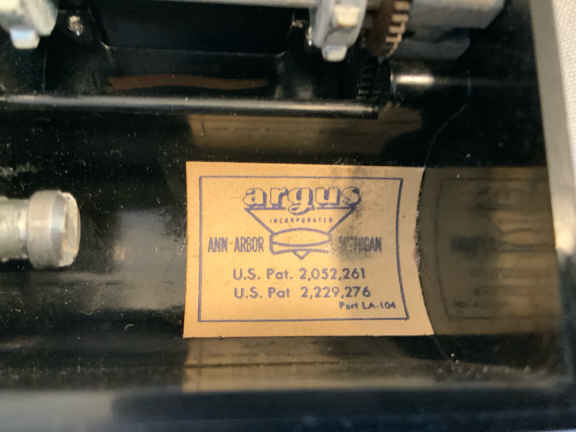 argus
INCORPORATED
ANN ARBOR MICHIGAN
U.S. Pat. 2,052,261
U.S. Pat 2,229,276
Part LA-104